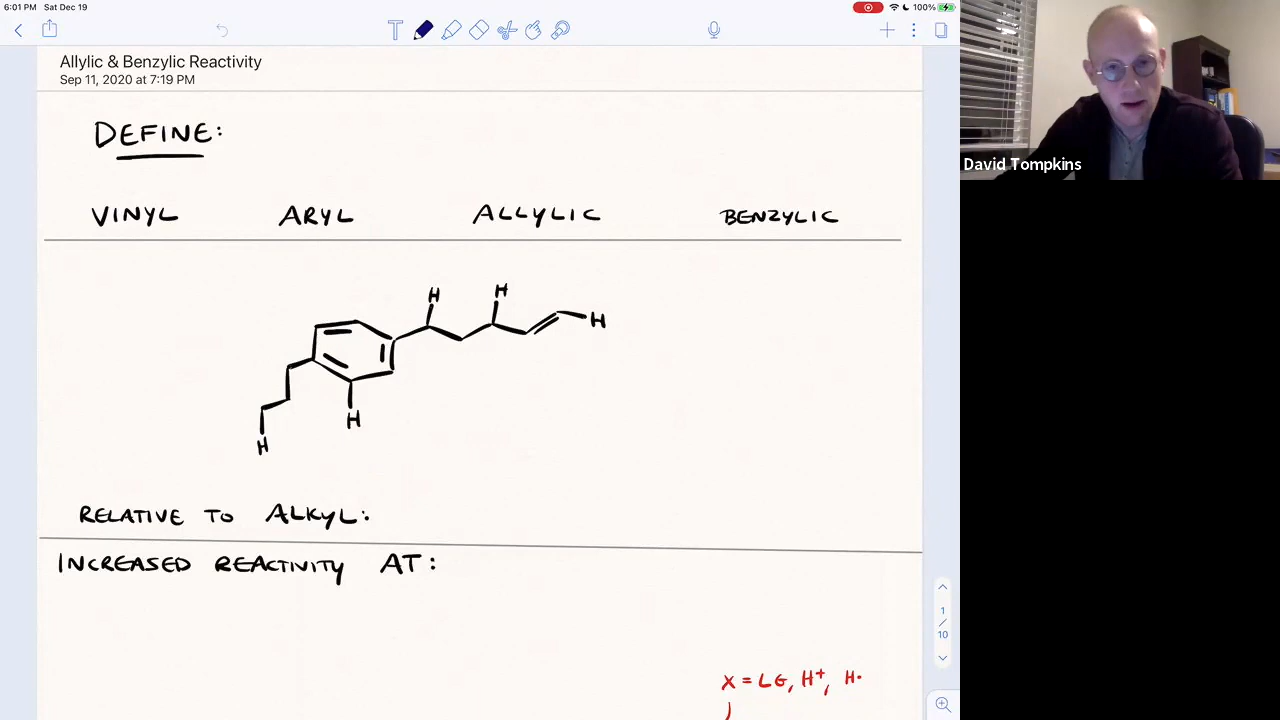 6:01 PM Sat Dec 19
100%
T
Allylic & Benzylic Reactivity
Sep 11, 2020 at 7:19 PM
David Tompkins
DEFINE:
VINYL ARYL ALLYLIC BENZYLIC
H H
H
H
H
RELATIVE TO ALKYL:
INCREASED REACTIVITY AT:
1
/
10
X = LG, H+, H·